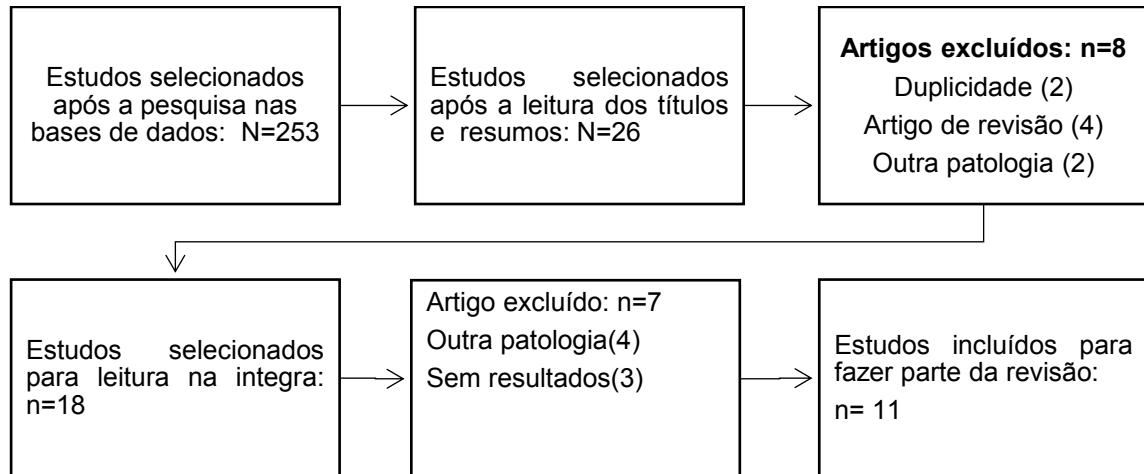 Estudos selecionados
após a pesquisa nas
bases de dados: N=253
Estudos selecionados
após a leitura dos títulos
e resumos: N=26
Artigos excluídos: n=8
Duplicidade (2)
Artigo de revisão (4)
Outra patologia (2)
Estudos selecionados
para leitura na integra:
n=18
Artigo excluído: n=7
Outra patologia(4)
Sem resultados(3)
Estudos incluídos para
fazer parte da revisão:
n= 11